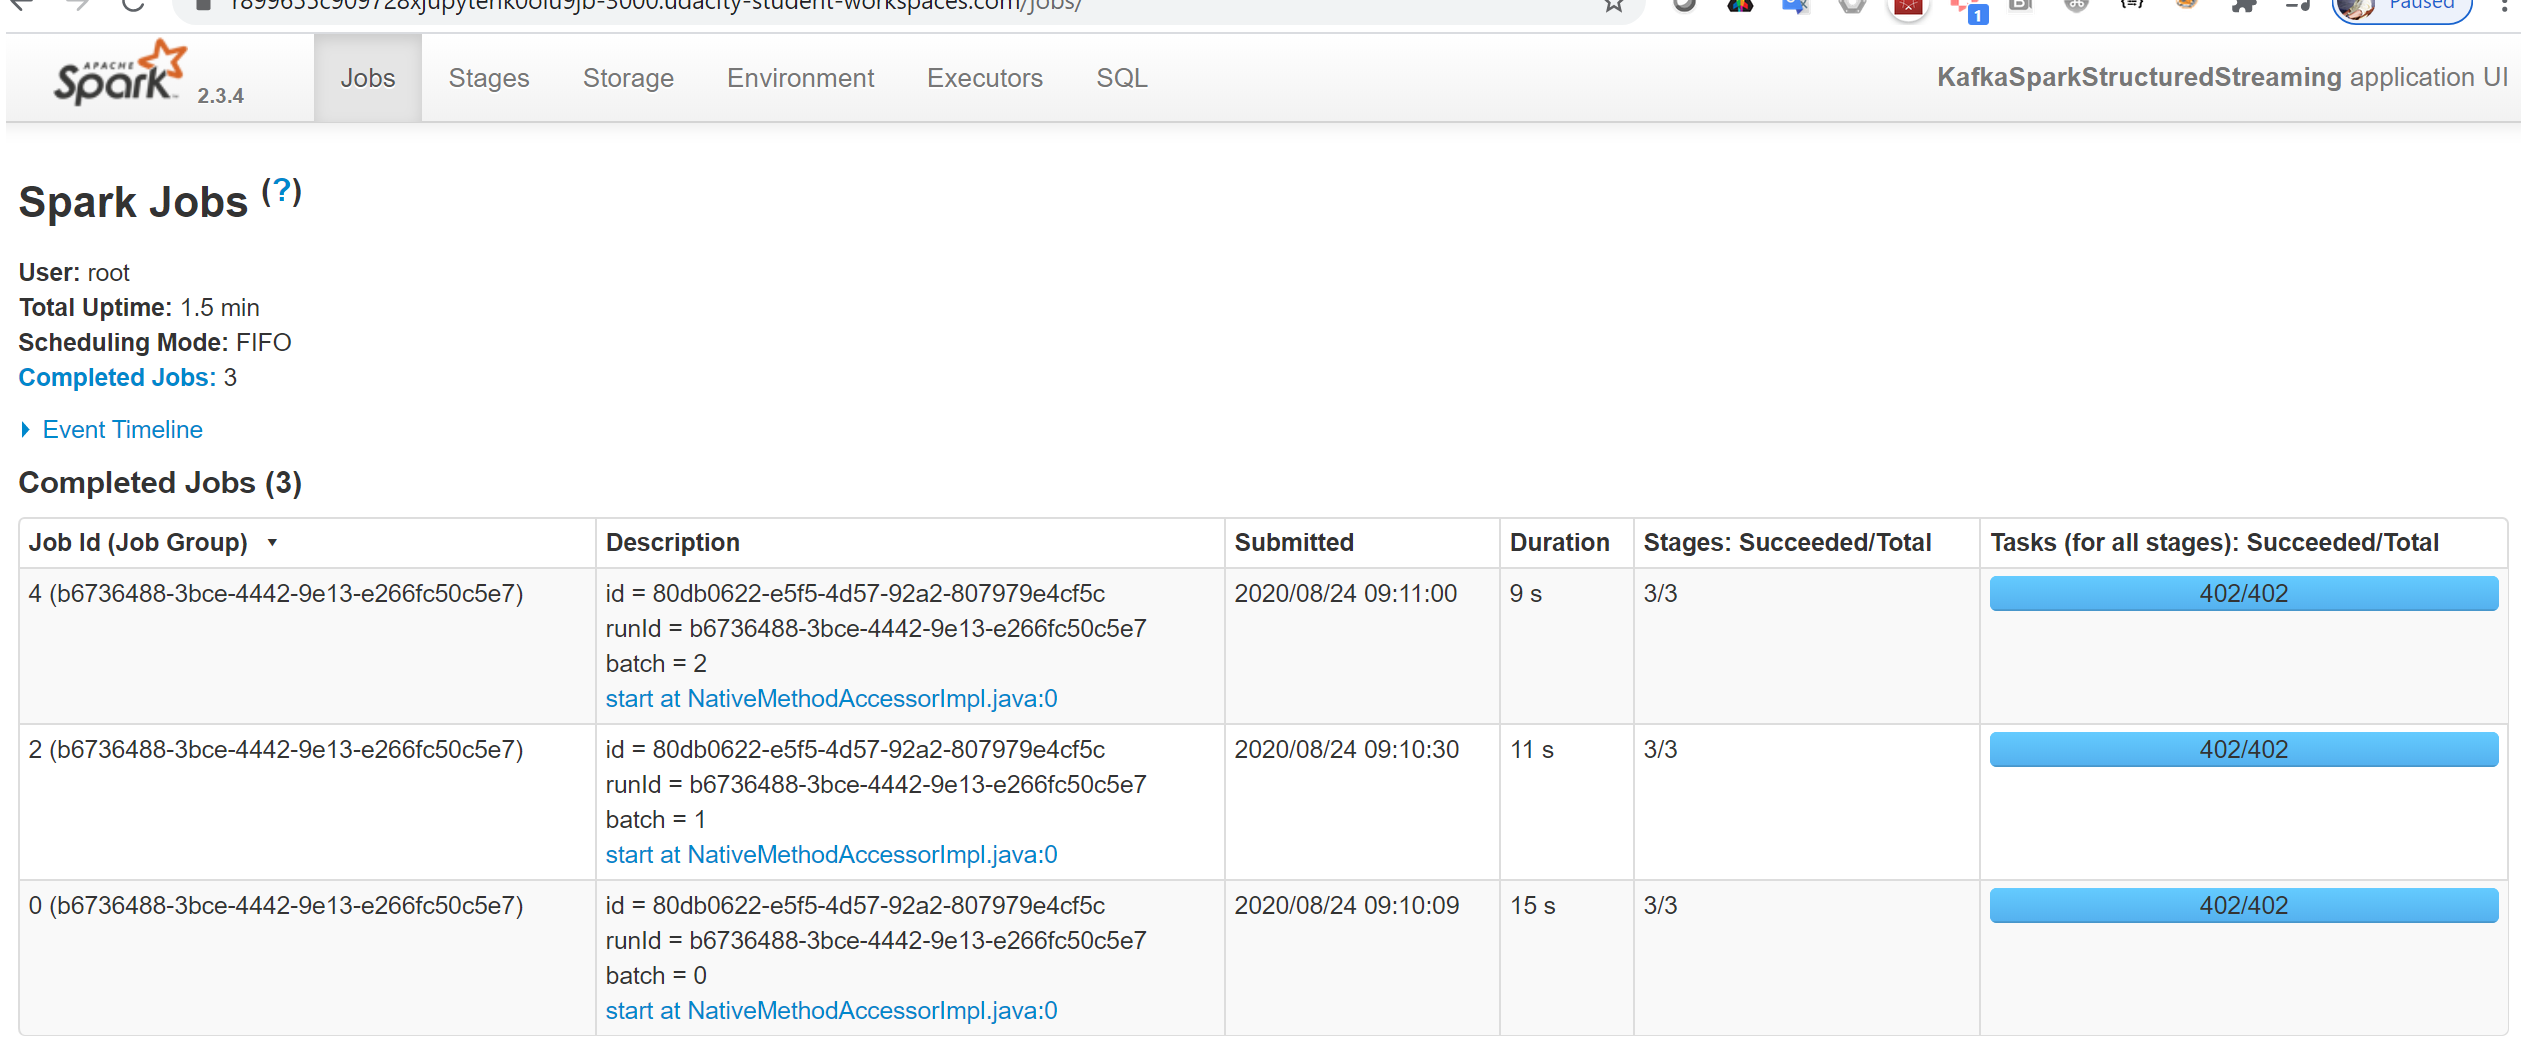 udacity-student-workspaces.com/jobs/
Paused
1
APACHE
Spark 2.3.4
Jobs Stages Storage Environment Executors SQL KafkaSparkStructuredStreaming application UI
Spark Jobs (?)
User: root
Total Uptime: 1.5 min
Scheduling Mode: FIFO
Completed Jobs: 3
Event Timeline
Completed Jobs (3)
Job Id (Job Group) Description Submitted Duration Stages: Succeeded/Total Tasks (for all stages): Succeeded/Total
4 (b6736488-3bce-4442-9e13-e266fc50c5e7) id = 80db0622-e5f5-4d57-92a2-807979e4cf5c 2020/08/24 09:11:00 9 s 3/3 402/402
runId = b6736488-3bce-4442-9e13-e266fc50c5e7
batch = 2
start at NativeMethodAccessorImpl.java:0
2 (b6736488-3bce-4442-9e13-e266fc50c5e7) id = 80db0622-e5f5-4d57-92a2-807979e4cf5c 2020/08/24 09:10:30 11 s 3/3 402/402
runId = b6736488-3bce-4442-9e13-e266fc50c5e7
batch = 1
start at NativeMethodAccessorImpl.java:0
0 (b6736488-3bce-4442-9e13-e266fc50c5e7) id = 80db0622-e5f5-4d57-92a2-807979e4cf5c 2020/08/24 09:10:09 15 s 3/3 402/402
runId = b6736488-3bce-4442-9e13-e266fc50c5e7
batch = 0
start at NativeMethodAccessorImpl.java:0